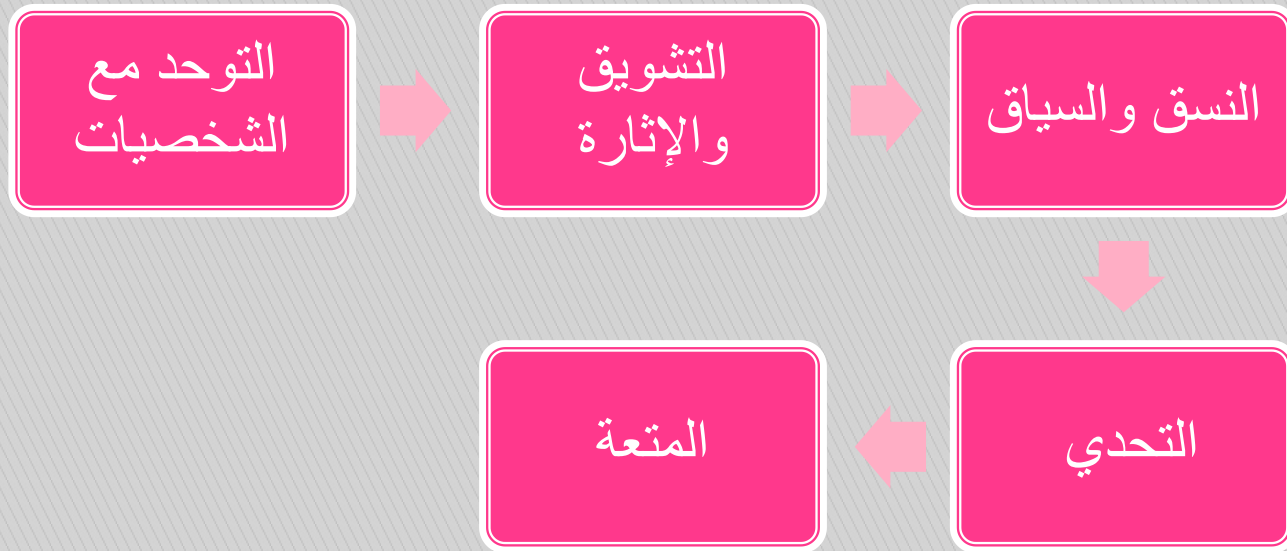 التوحد مع
الشخصيات
التشويق
والإثارة
النسق والسياق
التحدي
المتعة